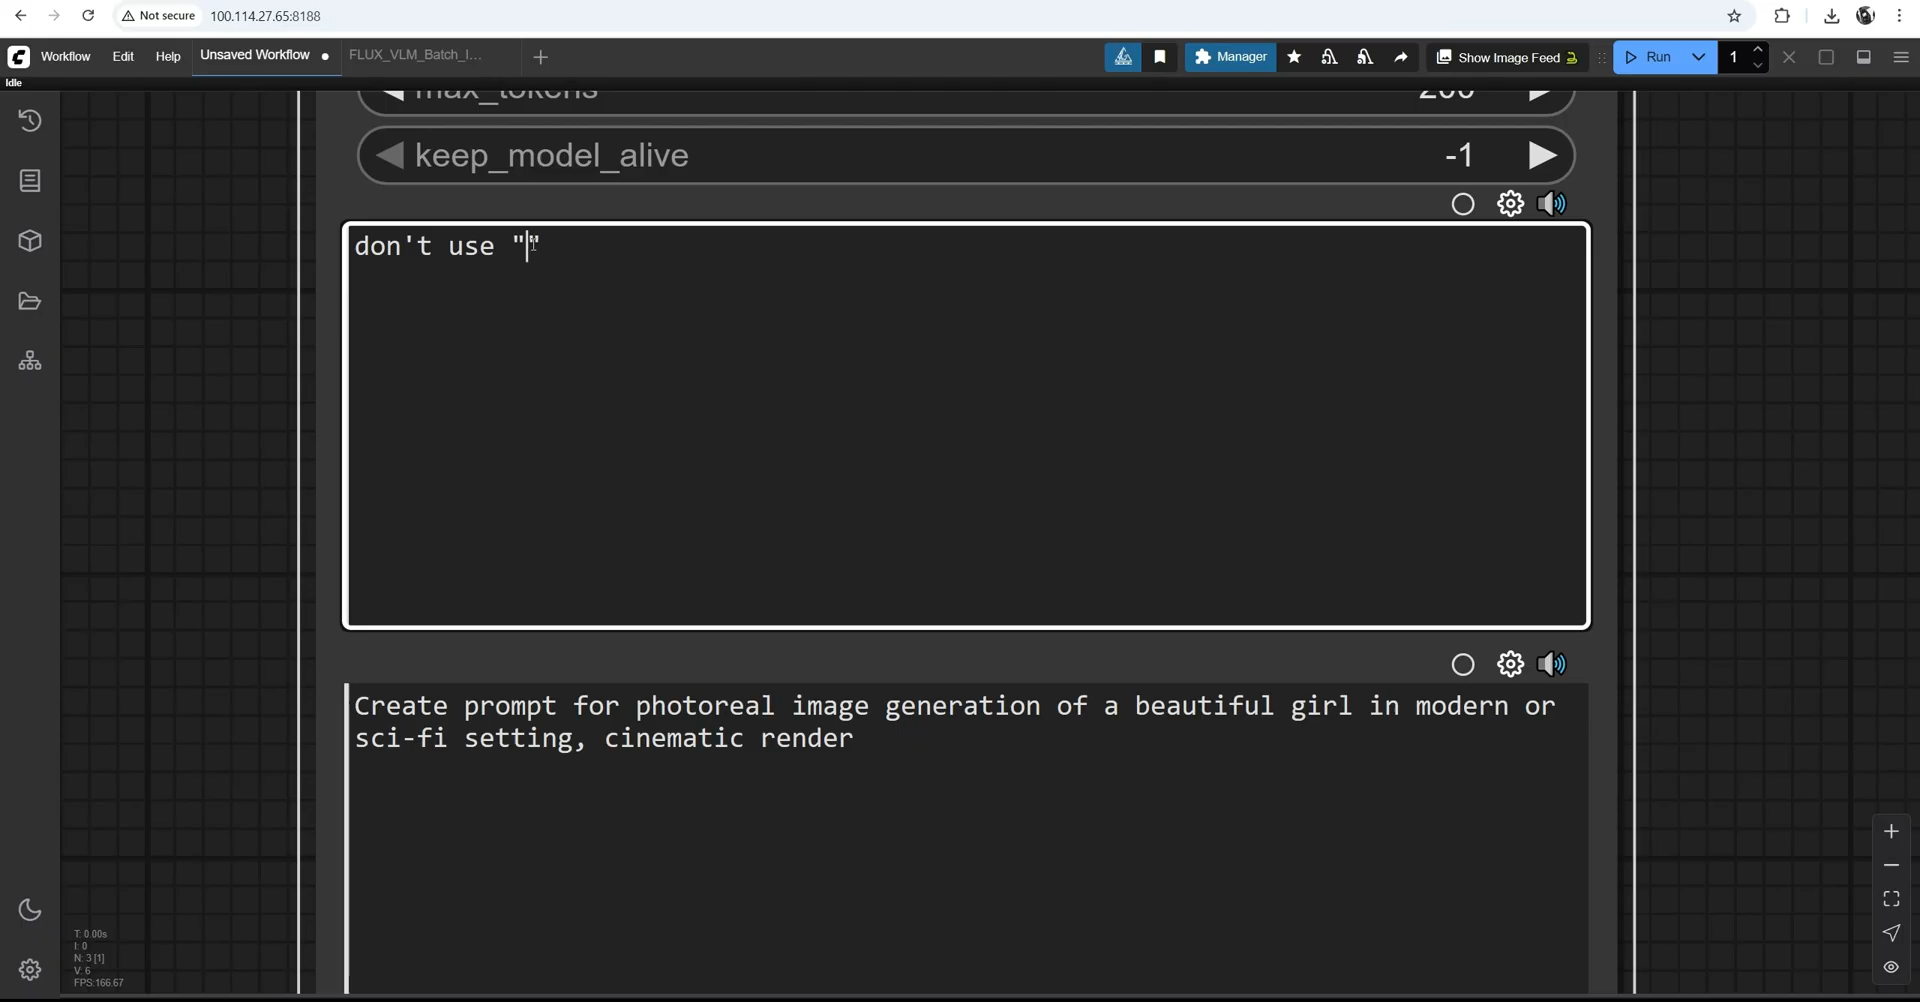 Not secure 100.114.27.65:8188
Workflow Edit Help Unsaved Workflow FLUX_VLM_Batch_I... Manager Show Image Feed Run 1
Idle
max_tokens 200
keep_model_alive -1
don't use ""
Create prompt for photoreal image generation of a beautiful girl in modern or
sci-fi setting, cinematic render
T: 0.00s
I: 0
N: 3 [1]
V: 6
FPS:166.67